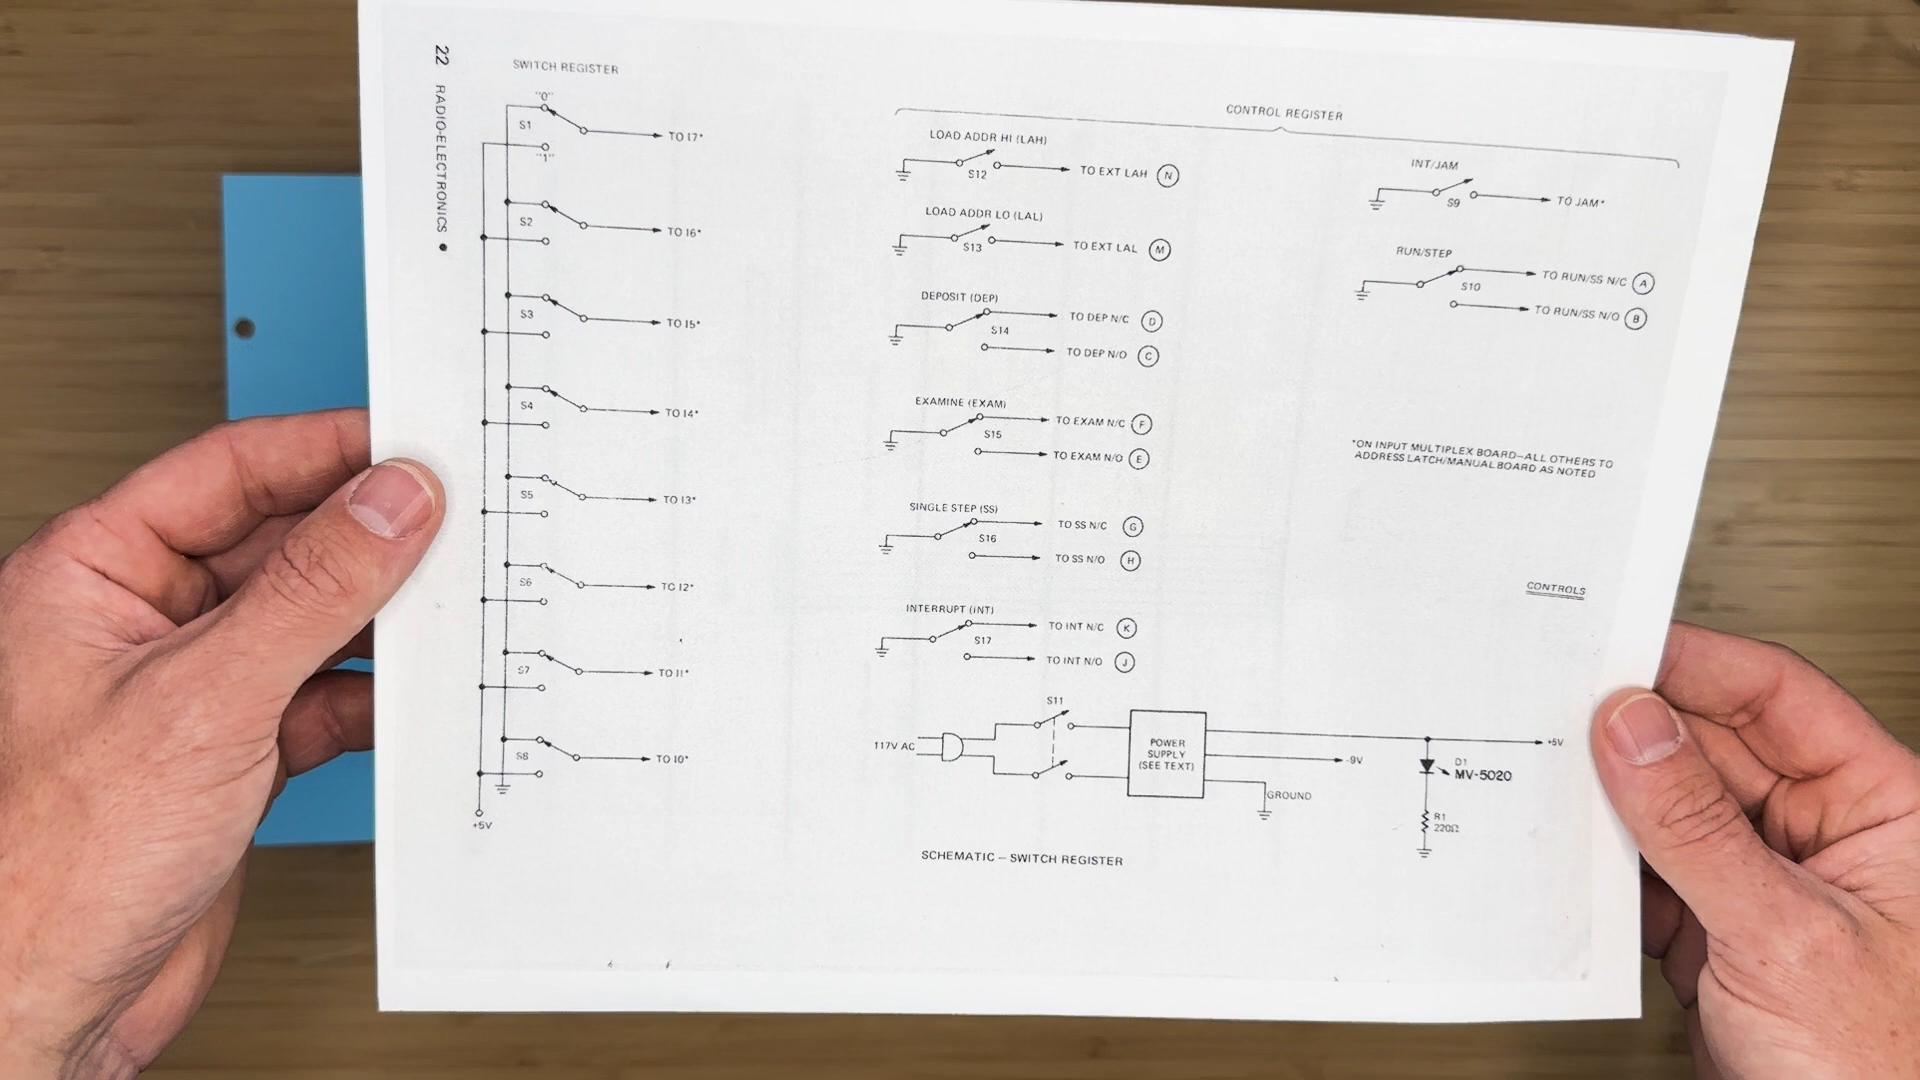 22 RADIO-ELECTRONICS ●
SWITCH REGISTER
"0"
S1
TO I7*
"1"
S2
TO I6*
S3
TO I5*
S4
TO I4*
S5
TO I3*
S6
TO I2*
S7
TO I1*
S8
TO I0*
+5V
CONTROL REGISTER
LOAD ADDR HI (LAH)
S12
TO EXT LAH N
LOAD ADDR LO (LAL)
S13
TO EXT LAL M
DEPOSIT (DEP)
TO DEP N/C D
S14
TO DEP N/O C
EXAMINE (EXAM)
TO EXAM N/C F
S15
TO EXAM N/O E
SINGLE STEP (SS)
TO SS N/C G
S16
TO SS N/O H
INTERRUPT (INT)
TO INT N/C K
S17
TO INT N/O J
INT/JAM
S9
TO JAM*
RUN/STEP
TO RUN/SS N/C A
S10
TO RUN/SS N/O B
*ON INPUT MULTIPLEX BOARD—ALL OTHERS TO
ADDRESS LATCH/MANUAL BOARD AS NOTED
CONTROLS
S11
117V AC
POWER
SUPPLY
(SEE TEXT)
+5V
-9V
GROUND
D1
MV-5020
R1
220Ω
SCHEMATIC — SWITCH REGISTER